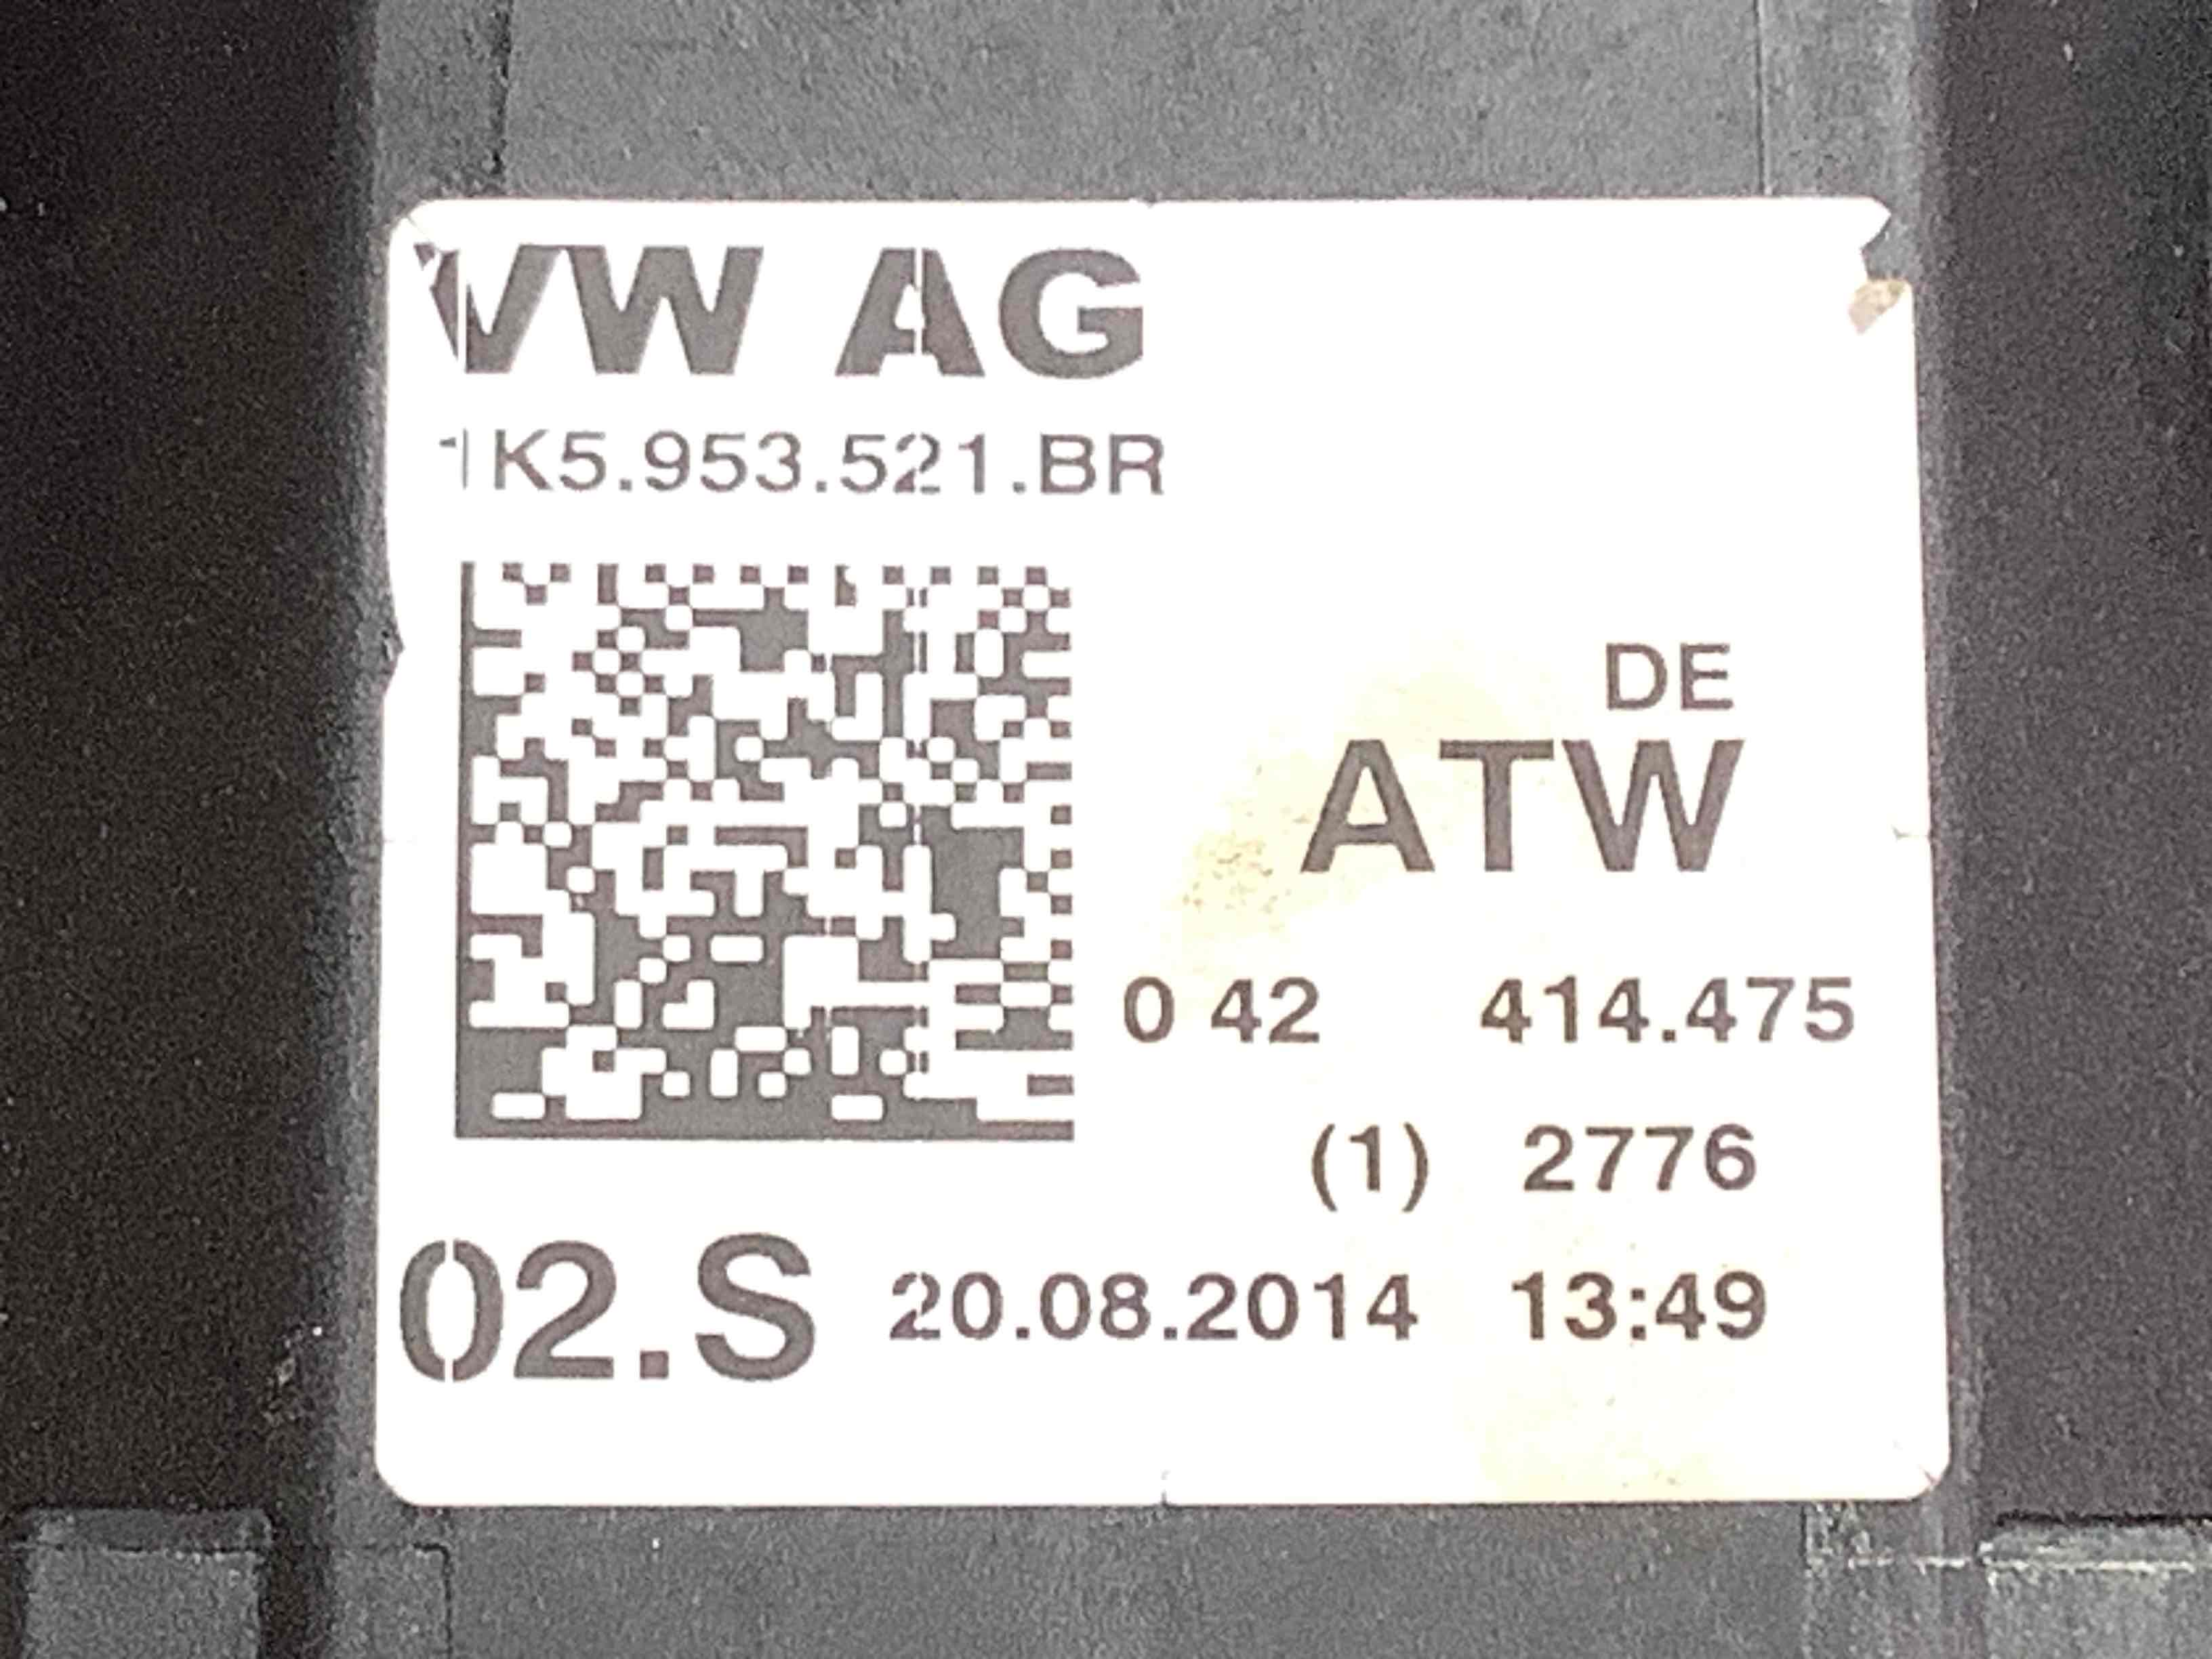 VW AG
1K5.953.521.BR
DE
ATW
0 42 414.475
(1) 2776
02.S 20.08.2014 13:49